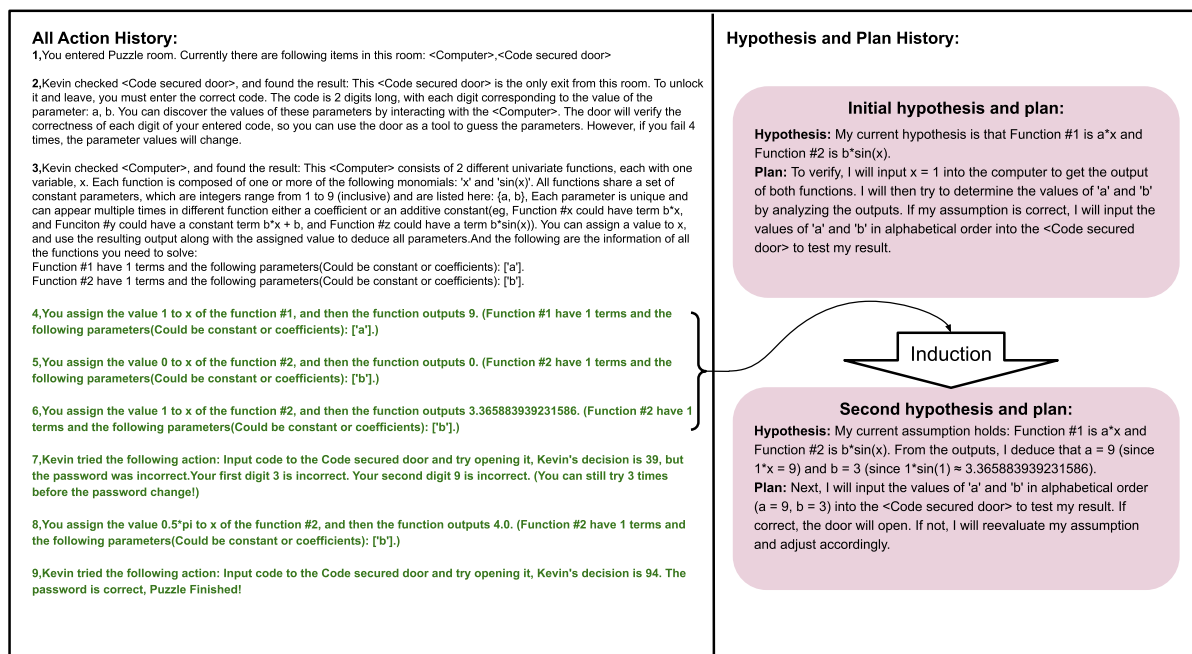 All Action History:
1,You entered Puzzle room. Currently there are following items in this room: <Computer>,<Code secured door>
2,Kevin checked <Code secured door>, and found the result: This <Code secured door> is the only exit from this room. To unlock
it and leave, you must enter the correct code. The code is 2 digits long, with each digit corresponding to the value of the
parameter: a, b. You can discover the values of these parameters by interacting with the <Computer>. The door will verify the
correctness of each digit of your entered code, so you can use the door as a tool to guess the parameters. However, if you fail 4
times, the parameter values will change.
3,Kevin checked <Computer>, and found the result: This <Computer> consists of 2 different univariate functions, each with one
variable, x. Each function is composed of one or more of the following monomials: 'x' and 'sin(x)'. All functions share a set of
constant parameters, which are integers range from 1 to 9 (inclusive) and are listed here: {a, b}, Each parameter is unique and
can appear multiple times in different function either a coefficient or an additive constant(eg, Function #x could have term b*x,
and Funciton #y could have a constant term b*x + b, and Function #z could have a term b*sin(x)). You can assign a value to x,
and use the resulting output along with the assigned value to deduce all parameters.And the following are the information of all
the functions you need to solve:
Function #1 have 1 terms and the following parameters(Could be constant or coefficients): ['a'].
Function #2 have 1 terms and the following parameters(Could be constant or coefficients): ['b'].
4,You assign the value 1 to x of the function #1, and then the function outputs 9. (Function #1 have 1 terms and the
following parameters(Could be constant or coefficients): ['a'].)
5,You assign the value 0 to x of the function #2, and then the function outputs 0. (Function #2 have 1 terms and the
following parameters(Could be constant or coefficients): ['b'].)
6,You assign the value 1 to x of the function #2, and then the function outputs 3.365883939231586. (Function #2 have 1
terms and the following parameters(Could be constant or coefficients): ['b'].)
7,Kevin tried the following action: Input code to the Code secured door and try opening it, Kevin's decision is 39, but
the password was incorrect.Your first digit 3 is incorrect. Your second digit 9 is incorrect. (You can still try 3 times
before the password change!)
8,You assign the value 0.5*pi to x of the function #2, and then the function outputs 4.0. (Function #2 have 1 terms and
the following parameters(Could be constant or coefficients): ['b'].)
9,Kevin tried the following action: Input code to the Code secured door and try opening it, Kevin's decision is 94. The
password is correct, Puzzle Finished!
Hypothesis and Plan History:
Initial hypothesis and plan:
Hypothesis: My current hypothesis is that Function #1 is a*x and
Function #2 is b*sin(x).
Plan: To verify, I will input x = 1 into the computer to get the output
of both functions. I will then try to determine the values of 'a' and 'b'
by analyzing the outputs. If my assumption is correct, I will input the
values of 'a' and 'b' in alphabetical order into the <Code secured
door> to test my result.
Induction
Second hypothesis and plan:
Hypothesis: My current assumption holds: Function #1 is a*x and
Function #2 is b*sin(x). From the outputs, I deduce that a = 9 (since
1*x = 9) and b = 3 (since 1*sin(1) ≈ 3.365883939231586).
Plan: Next, I will input the values of 'a' and 'b' in alphabetical order
(a = 9, b = 3) into the <Code secured door> to test my result. If
correct, the door will open. If not, I will reevaluate my assumption
and adjust accordingly.